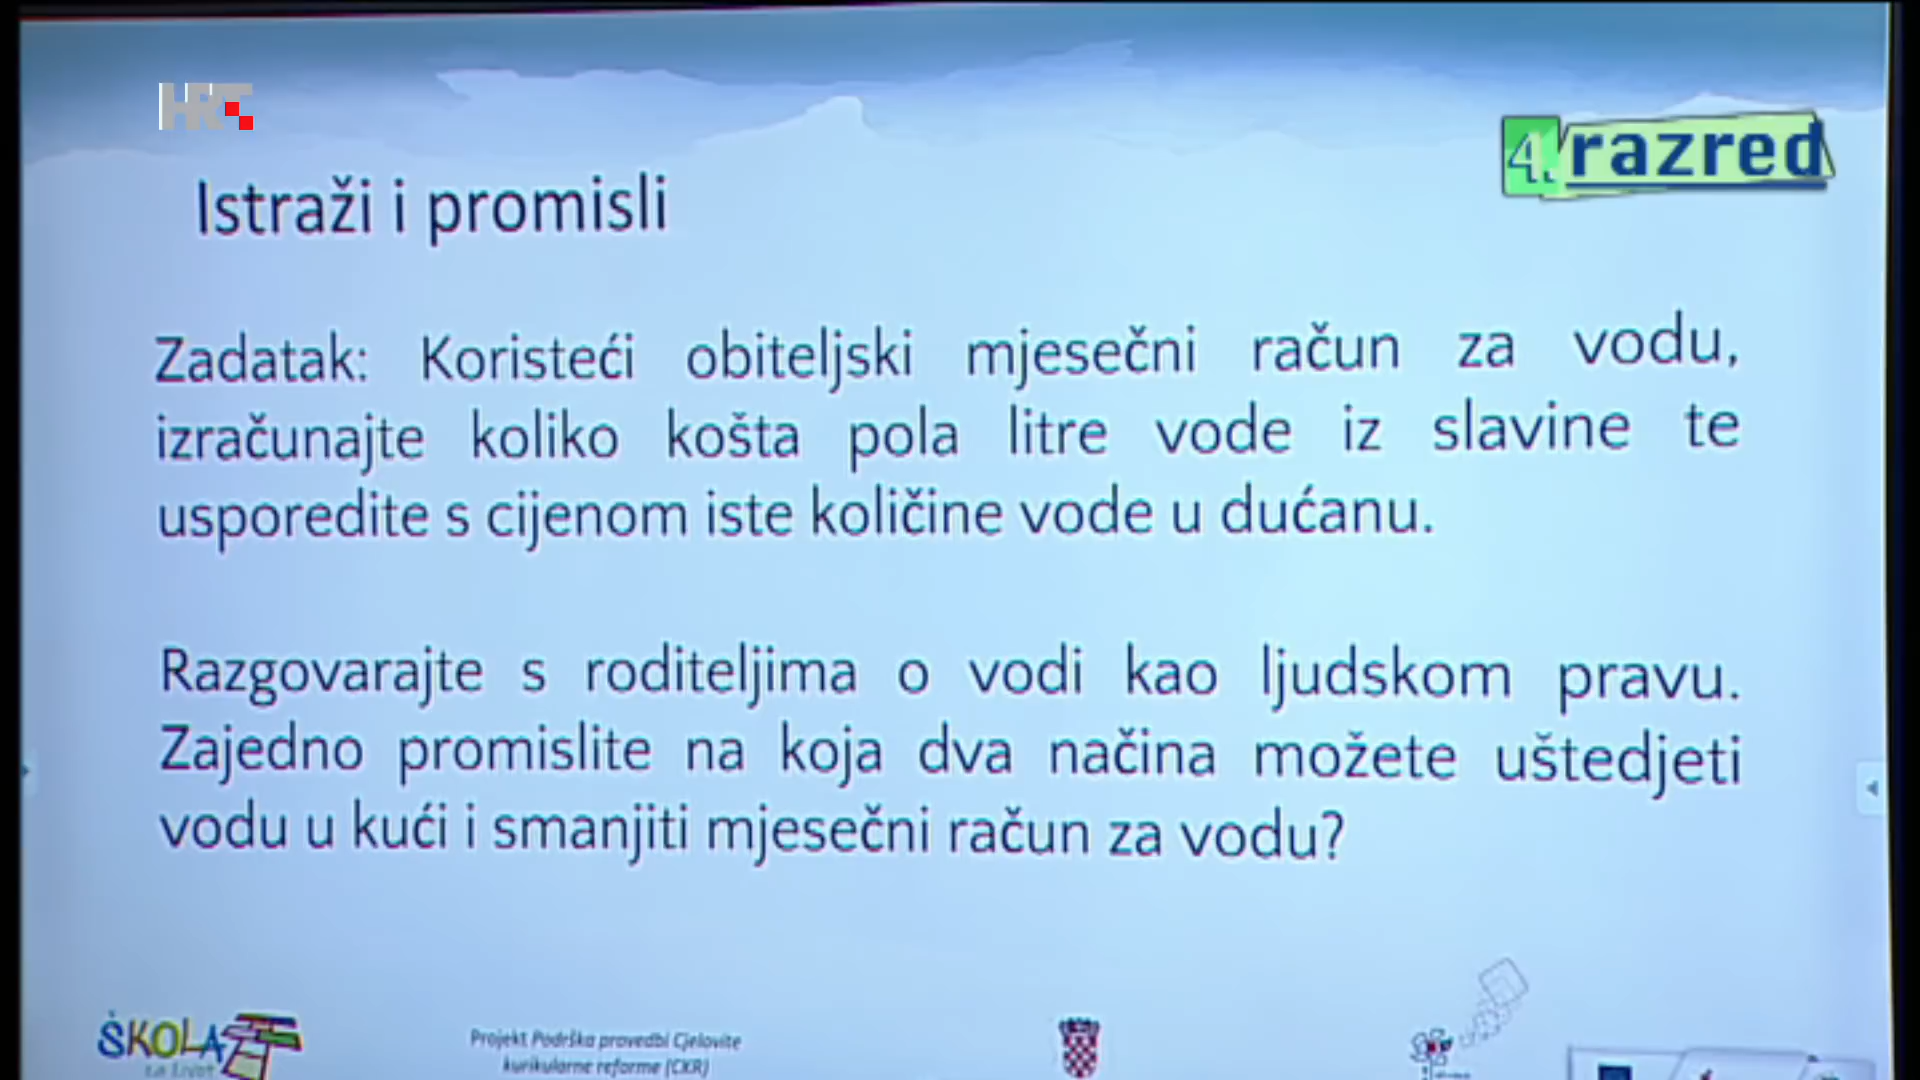 HRT
4. razred
Istraži i promisli
Zadatak: Koristeći obiteljski mjesečni račun za vodu,
izračunajte koliko košta pola litre vode iz slavine te
usporedite s cijenom iste količine vode u dućanu.
Razgovarajte s roditeljima o vodi kao ljudskom pravu.
Zajedno promislite na koja dva načina možete uštedjeti
vodu u kući i smanjiti mjesečni račun za vodu?
ŠKOLA
za život
Projekt Podrška provedbi Cjelovite
kurikularne reforme (CKR)